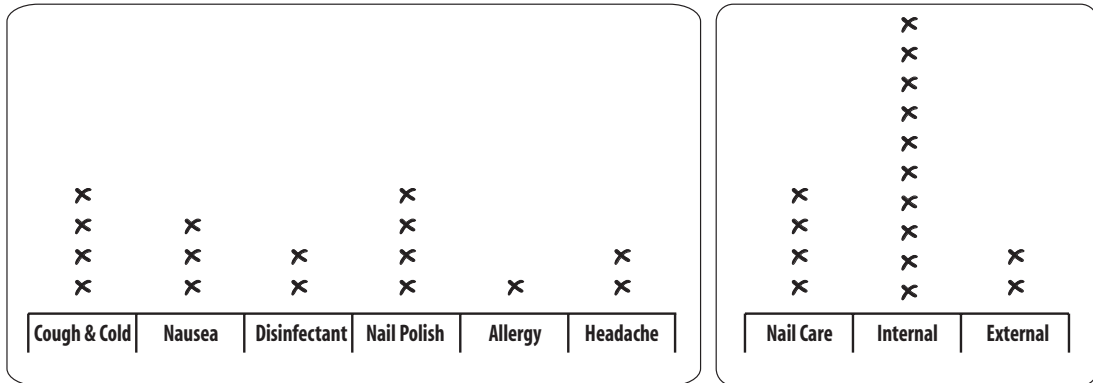 Cough & Cold Nausea Disinfectant Nail Polish Allergy Headache
Nail Care Internal External